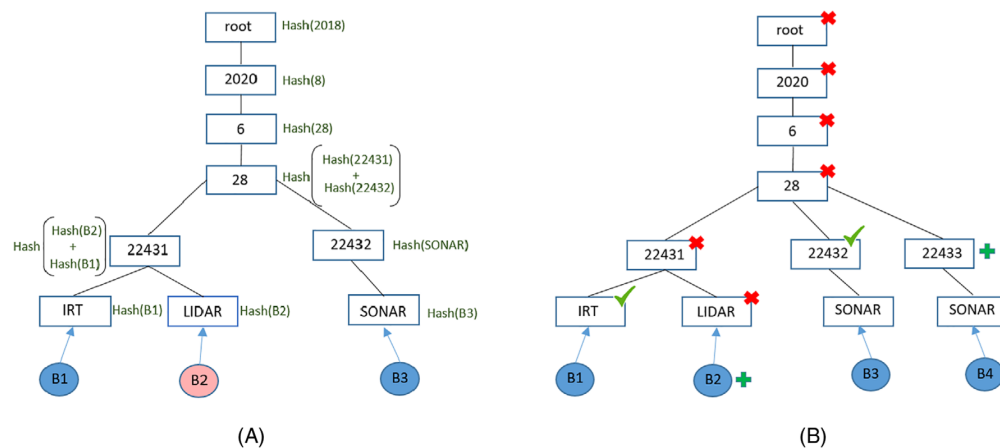 root
Hash(2018)
2020
Hash(8)
6
Hash(28)
28
Hash
Hash(22431)
+
Hash(22432)
Hash
Hash(B2)
+
Hash(B1)
22431
22432
Hash(SONAR)
IRT
Hash(B1)
LIDAR
Hash(B2)
SONAR
Hash(B3)
B1
B2
B3
(A)
root
2020
6
28
22431
22432
22433
IRT
LIDAR
SONAR
SONAR
B1
B2
B3
B4
(B)